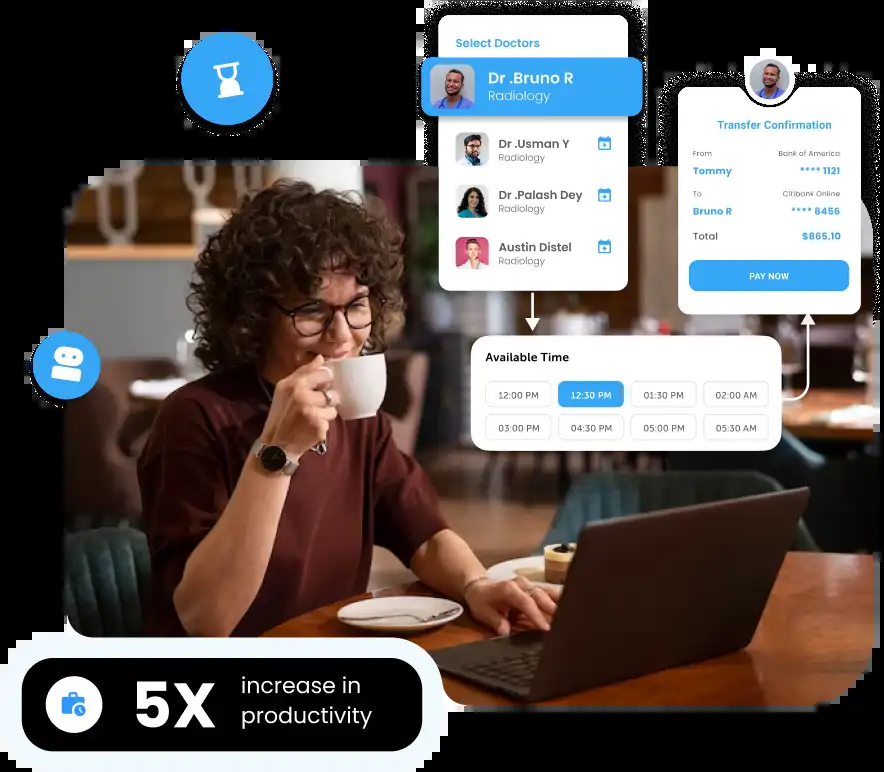 Select Doctors
Dr .Bruno R
Radiology
Dr .Usman Y
Radiology
Dr .Palash Dey
Radiology
Austin Distel
Radiology
Transfer Confirmation
From Bank of America
Tommy **** 1121
To Citibank Online
Bruno R **** 8456
Total $865.10
PAY NOW
Available Time
12:00 PM 12:30 PM 01:30 PM 02:00 AM
03:00 PM 04:30 PM 05:00 PM 05:30 AM
5X increase in
productivity